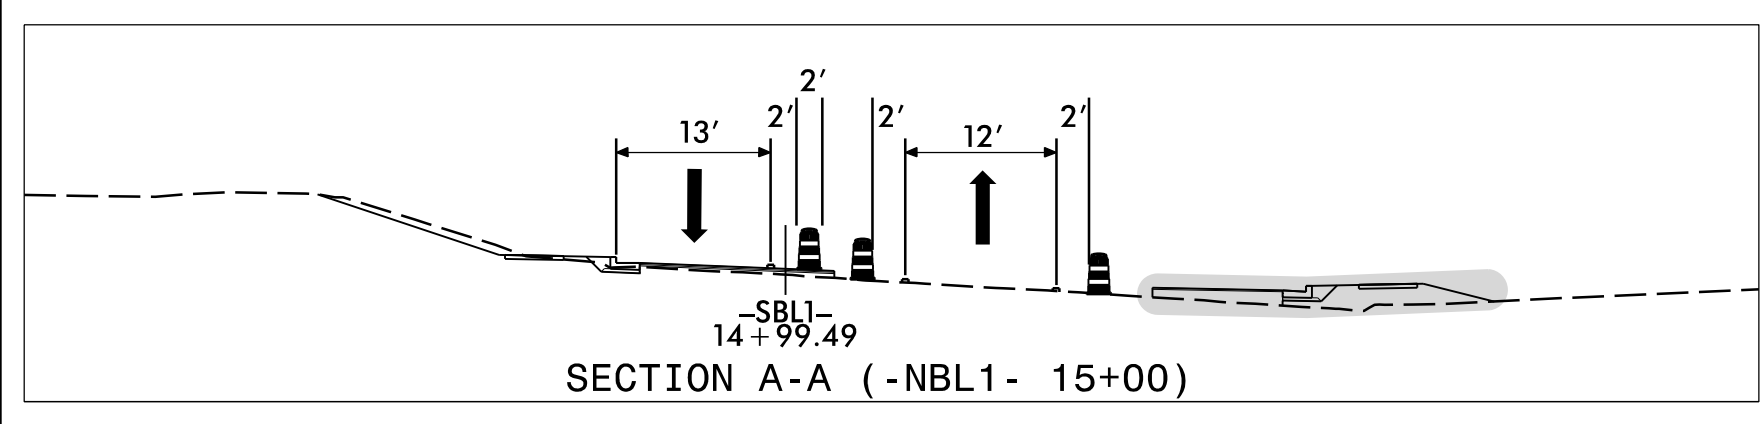 2′
2′ 2′ 2′
13′ 12′
–SBL1–
14+99.49
SECTION A-A (-NBL1- 15+00)